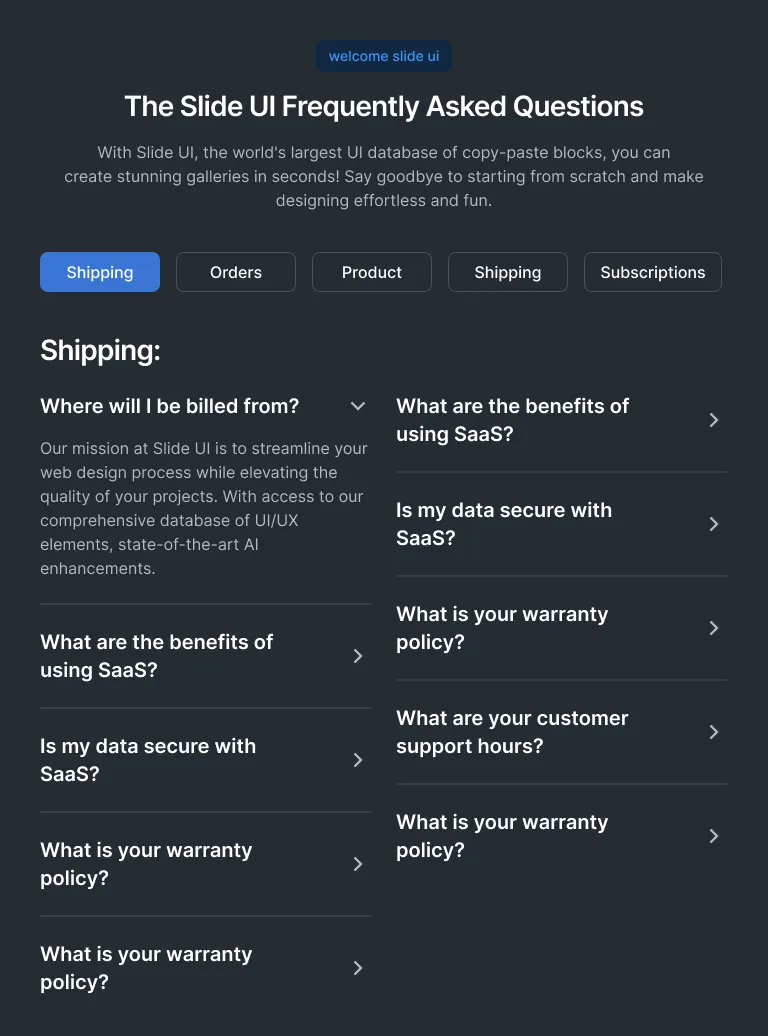 welcome slide ui
The Slide UI Frequently Asked Questions
With Slide UI, the world's largest UI database of copy-paste blocks, you can
create stunning galleries in seconds! Say goodbye to starting from scratch and make
designing effortless and fun.
Shipping
Orders
Product
Shipping
Subscriptions
Shipping:
Where will I be billed from?
Our mission at Slide UI is to streamline your
web design process while elevating the
quality of your projects. With access to our
comprehensive database of UI/UX
elements, state-of-the-art AI
enhancements.
What are the benefits of
using SaaS?
Is my data secure with
SaaS?
What is your warranty
policy?
What is your warranty
policy?
What are the benefits of
using SaaS?
Is my data secure with
SaaS?
What is your warranty
policy?
What are your customer
support hours?
What is your warranty
policy?